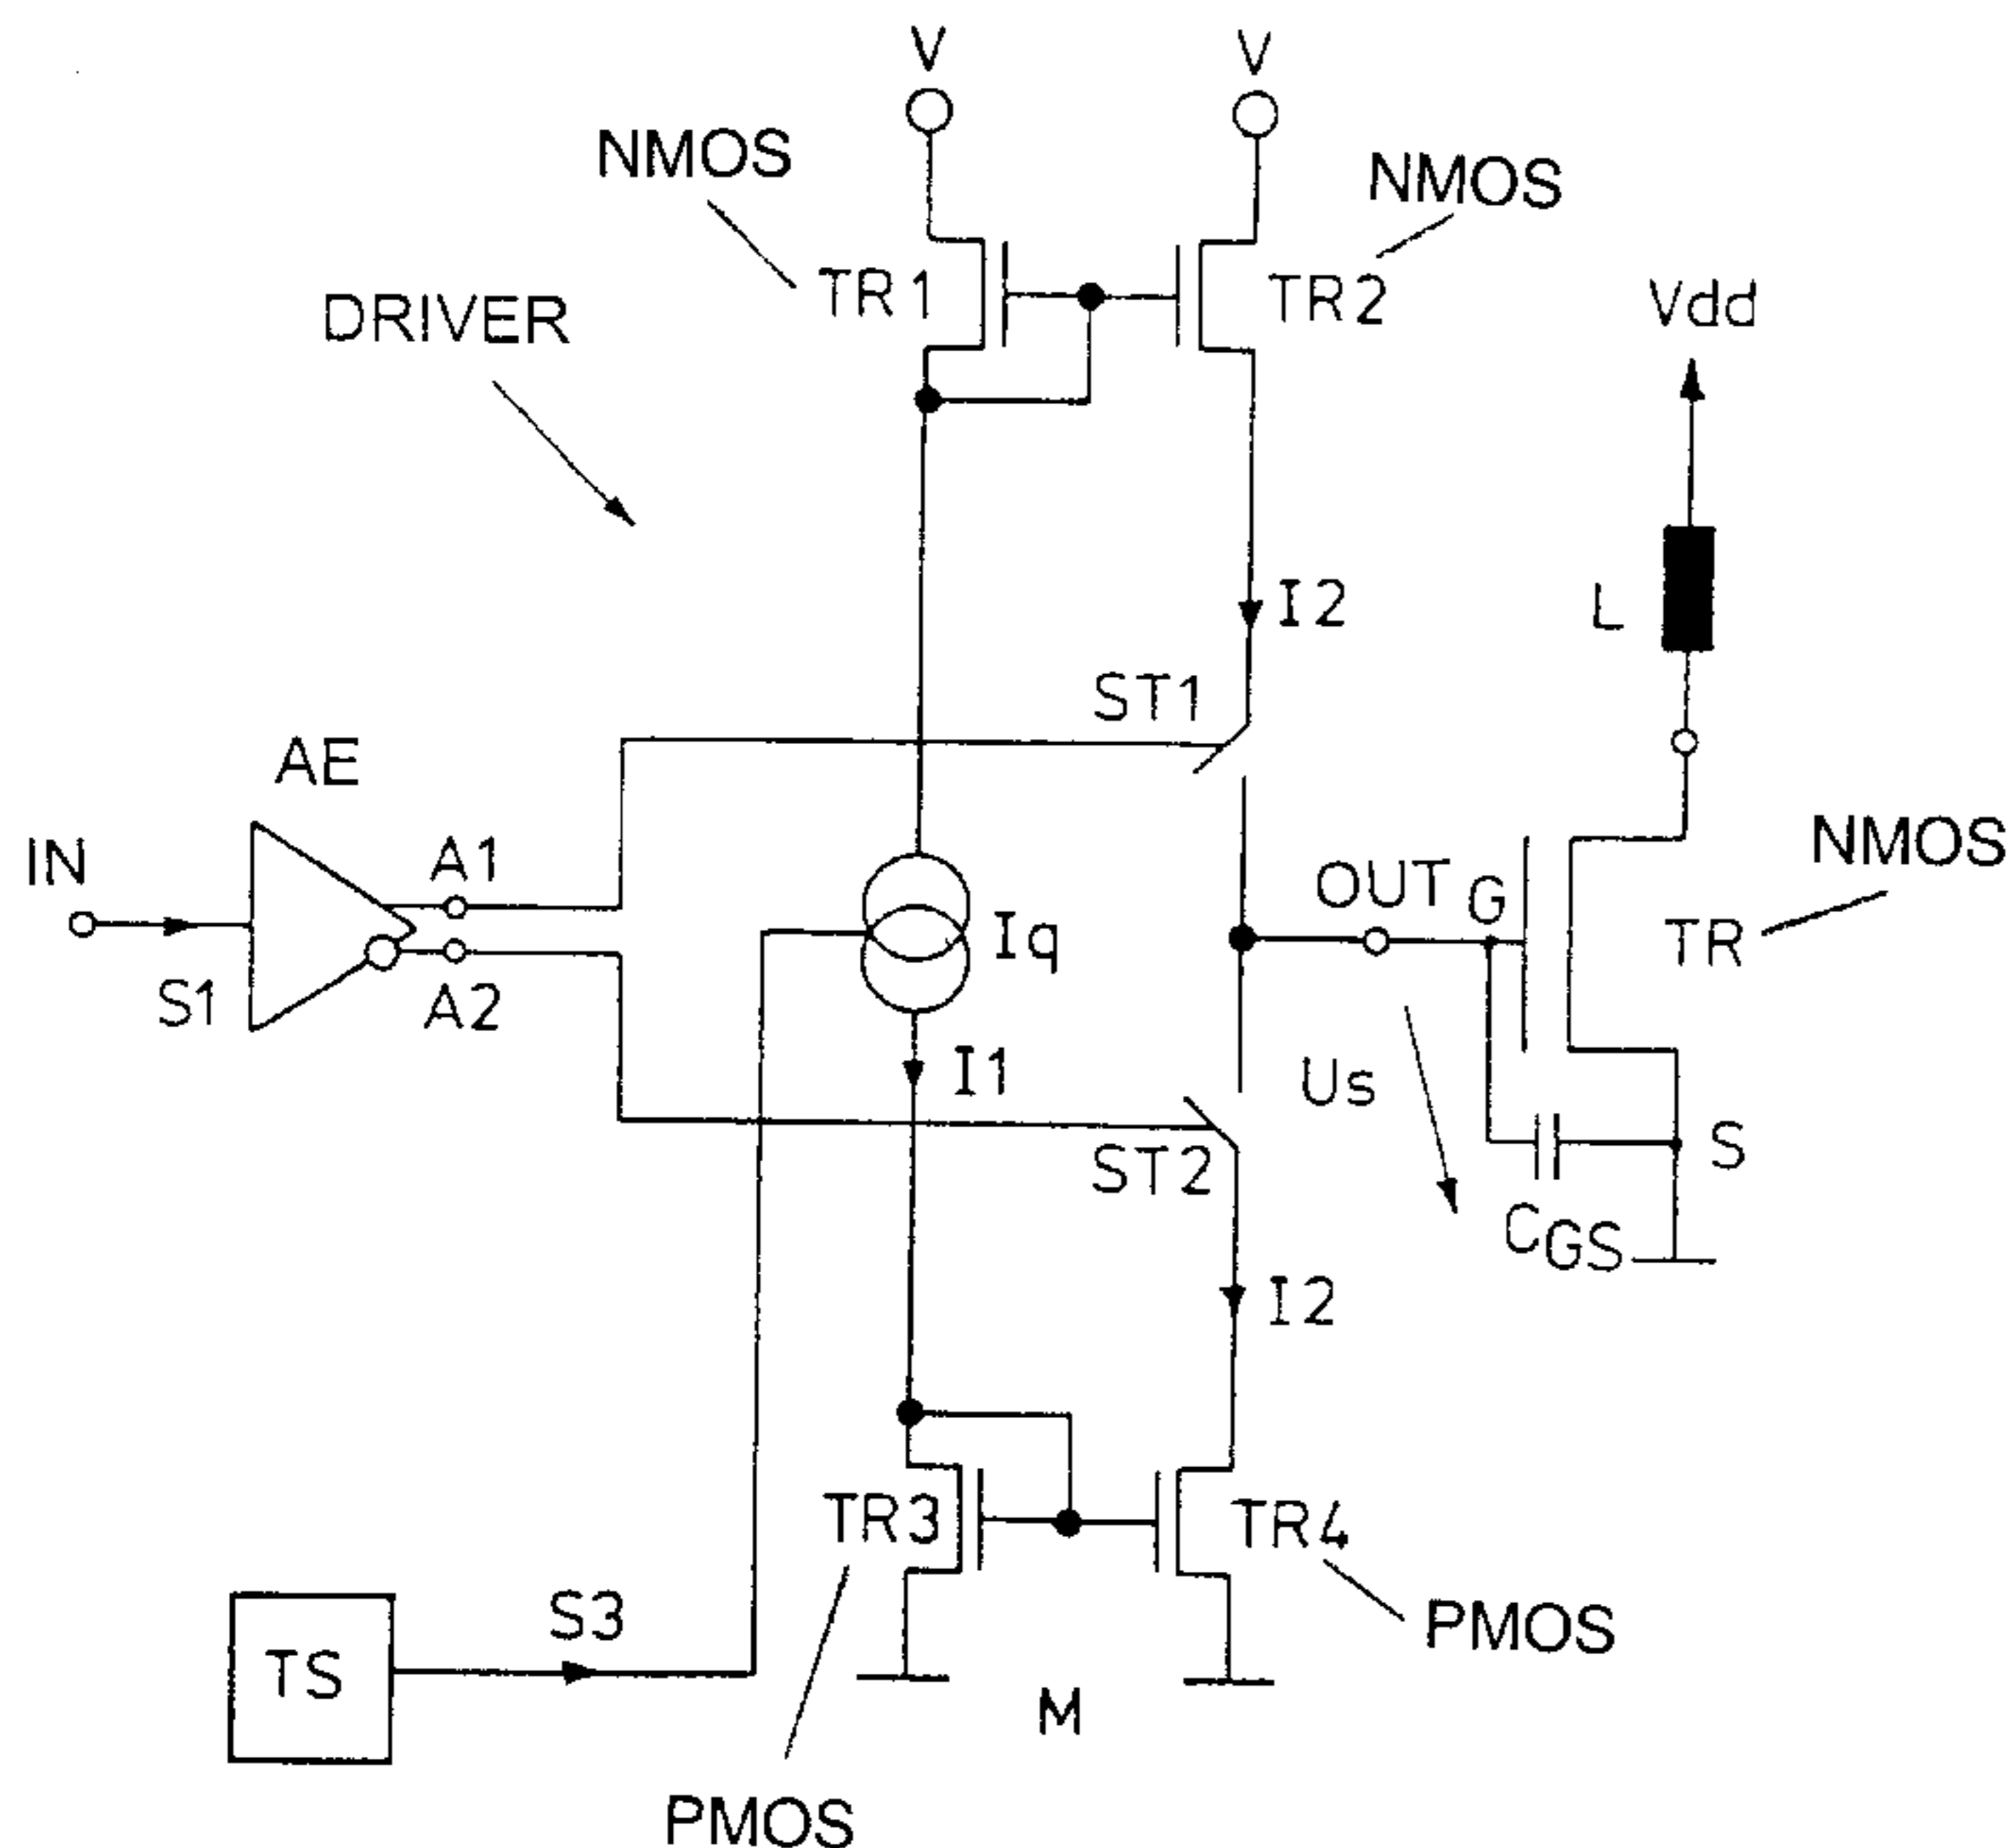 V
V
NMOS
NMOS
TR1
TR2
DRIVER
Vdd
I2
L
ST1
AE
IN
A1
NMOS
OUT
G
Iq
TR
S1
A2
I1
Us
S
ST2
CGS
I2
TR3
TR4
S3
PMOS
TS
M
PMOS